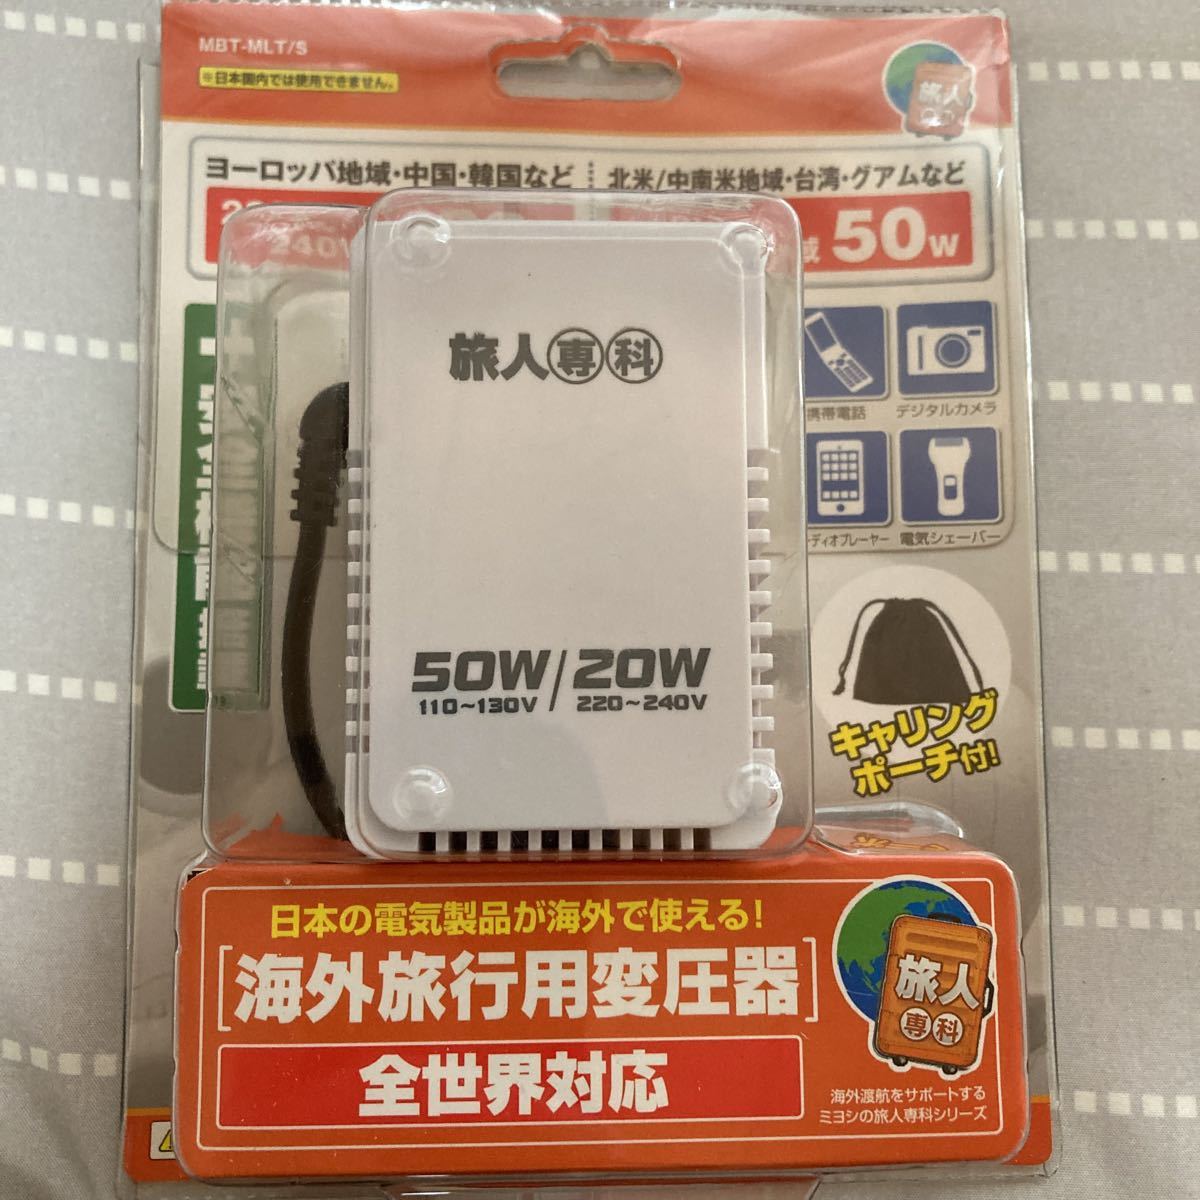 MBT-MLT/S
※日本国内では使用できません。
旅人
ヨーロッパ地域・中国・韓国など
北米/中南米地域・台湾・グアムなど
240V
域 50W
旅人専科
携帯電話
デジタルカメラ
ーディオプレーヤー
電気シェーバー
50W/20W
110~130V
220~240V
キャリング
ポーチ付!
日本の電気製品が海外で使える!
[海外旅行用変圧器]
全世界対応
旅人
専科
海外渡航をサポートする
ミヨシの旅人専科シリーズ